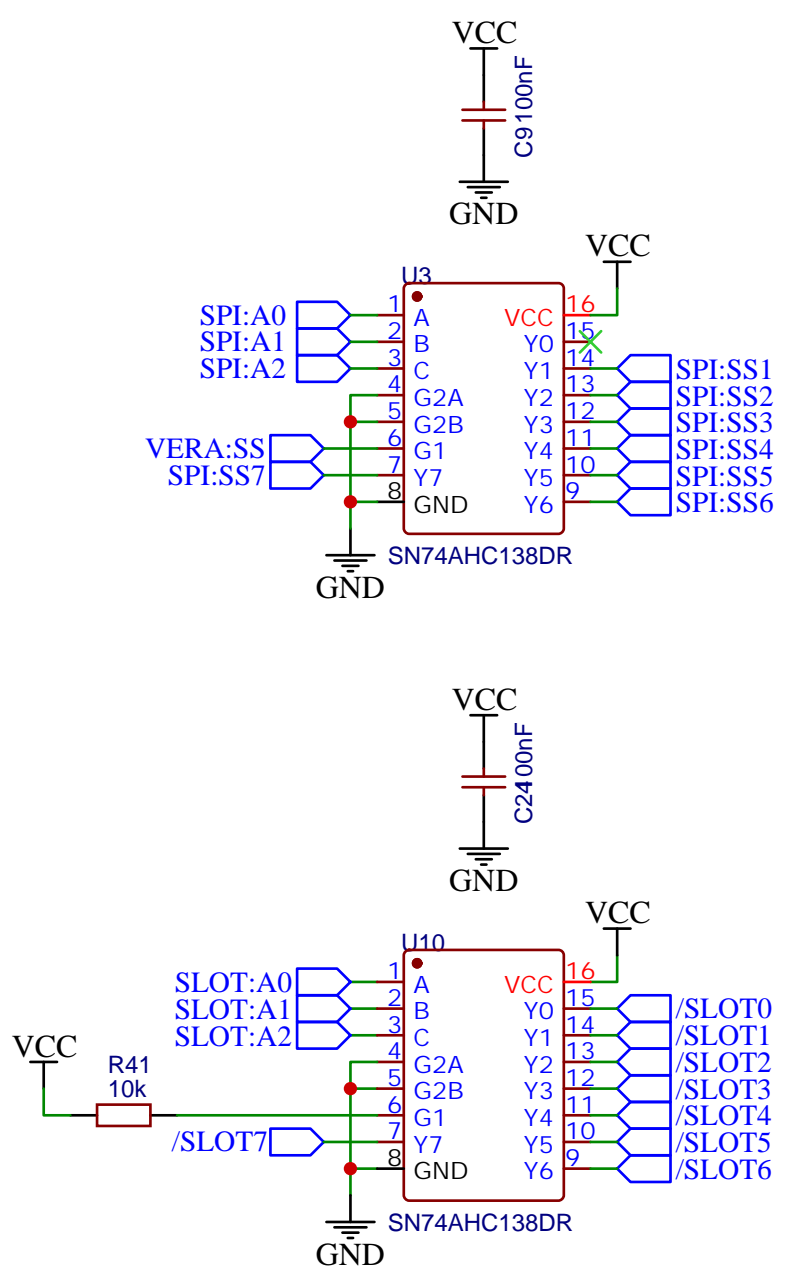 VCC
C9 100nF
GND
VCC
U3
SPI:A0 1 A VCC 16
SPI:A1 2 B Y0 15
SPI:A2 3 C Y1 14 SPI:SS1
4 G2A Y2 13 SPI:SS2
5 G2B Y3 12 SPI:SS3
VERA:SS 6 G1 Y4 11 SPI:SS4
SPI:SS7 7 Y7 Y5 10 SPI:SS5
8 GND Y6 9 SPI:SS6
SN74AHC138DR
GND
VCC
GND
VCC
U10
SLOT:A0 1 A VCC 16
SLOT:A1 2 B Y0 15 /SLOT0
SLOT:A2 3 C Y1 14 /SLOT1
VCC
R41
10k
4 G2A Y2 13 /SLOT2
5 G2B Y3 12 /SLOT3
6 G1 Y4 11 /SLOT4
/SLOT7 7 Y7 Y5 10 /SLOT5
8 GND Y6 9 /SLOT6
SN74AHC138DR
GND